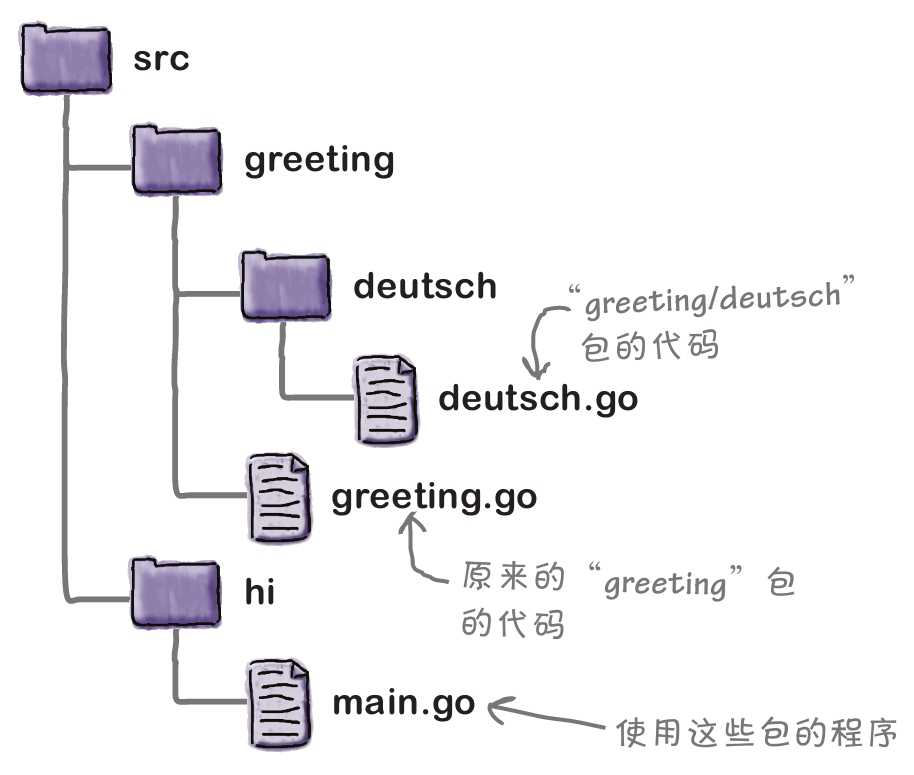 src
greeting
deutsch
“greeting/deutsch”
包的代码
deutsch.go
greeting.go
原来的“greeting”包
的代码
hi
main.go
使用这些包的程序